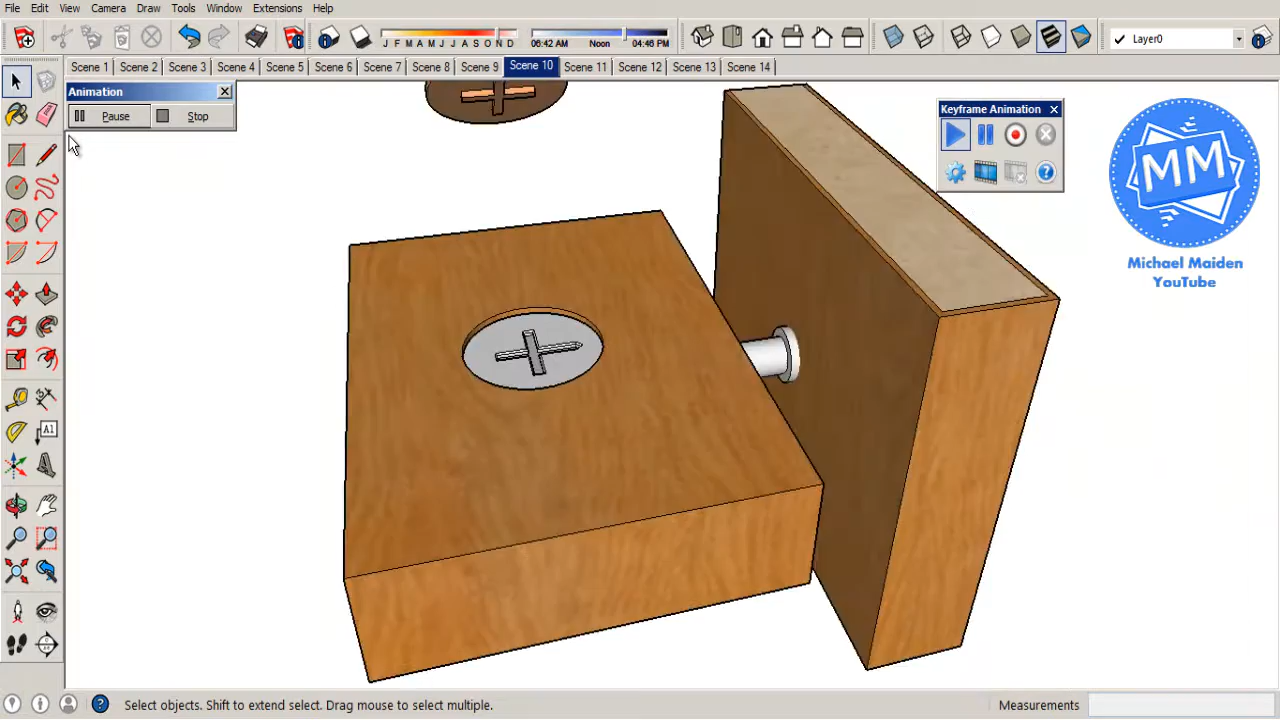 File Edit View Camera Draw Tools Window Extensions Help
J F M A M J J A S O N D 06:42 AM Noon 04:46 PM Layer0
Scene 1 Scene 2 Scene 3 Scene 4 Scene 5 Scene 6 Scene 7 Scene 8 Scene 9 Scene 10 Scene 11 Scene 12 Scene 13 Scene 14
Animation
Pause Stop
Keyframe Animation
MM
Michael Maiden
YouTube
A1
Select objects. Shift to extend select. Drag mouse to select multiple. Measurements